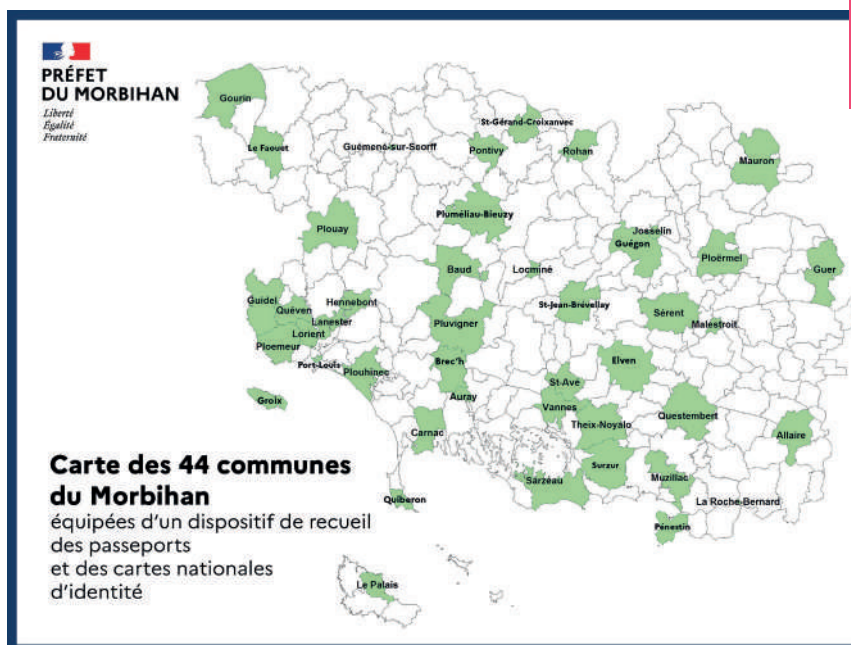 PRÉFET
DU MORBIHAN
Liberté
Égalité
Fraternité
Gourin
St-Gérand-Croixanvec
Le Faouet
Guémené-sur-Scorff
Pontivy
Rohan
Mauron
Pluméliau-Bieuzy
Plouay
Josselin
Guégon
Ploërmel
Baud
Locminé
Guer
Guidel
Quéven
Hennebont
St-Jean-Brévelay
Lanester
Pluvigner
Sérent
Malestroit
Lorient
Ploemeur
Port-Louis
Plouhinec
Brec'h
Elven
St-Avé
Groix
Auray
Vannes
Questembert
Carnac
Theix-Noyalo
Allaire
Surzur
Sarzeau
Muzillac
Quiberon
La Roche-Bernard
Pénestin
Le Palais
Carte des 44 communes
du Morbihan
équipées d'un dispositif de recueil
des passeports
et des cartes nationales
d'identité